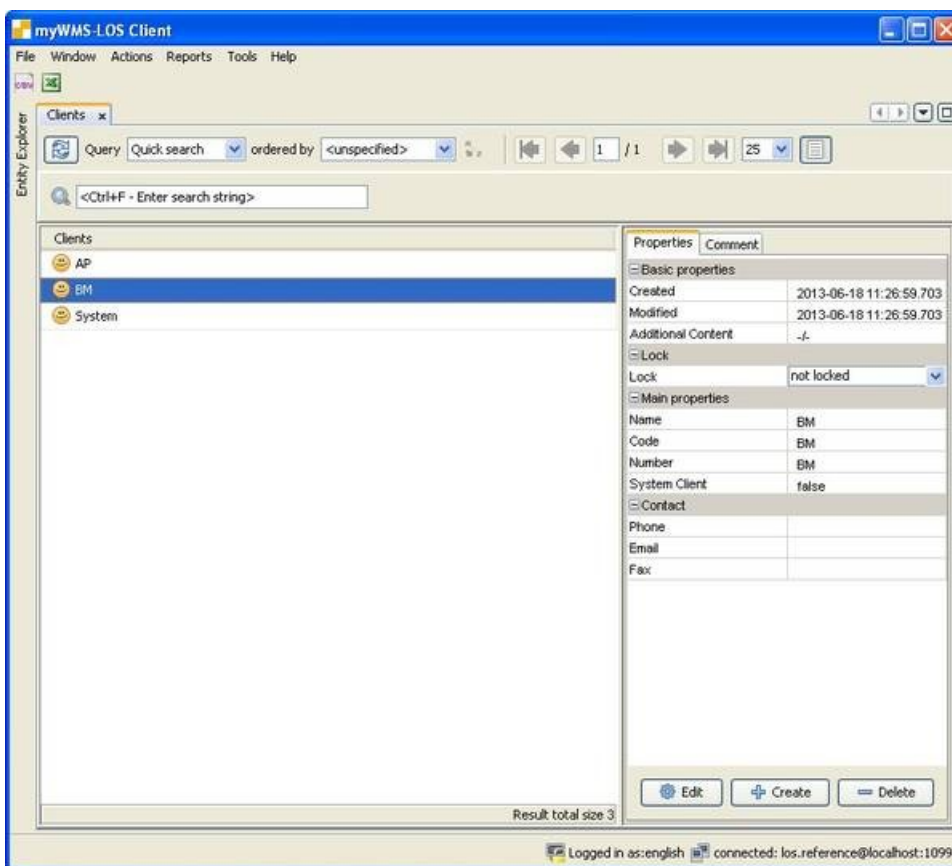 myWMS-LOS Client
File Window Actions Reports Tools Help
CSV
Entity Explorer
Clients x
Query Quick search ordered by <unspecified> 1 / 1 25
<Ctrl+F - Enter search string>
Clients
AP
BM
System
Result total size 3
Properties Comment
Basic properties
Created 2013-06-18 11:26:59.703
Modified 2013-06-18 11:26:59.703
Additional Content -/-
Lock
Lock not locked
Main properties
Name BM
Code BM
Number BM
System Client false
Contact
Phone
Email
Fax
Edit Create Delete
Logged in as:english connected: los.reference@localhost:1099